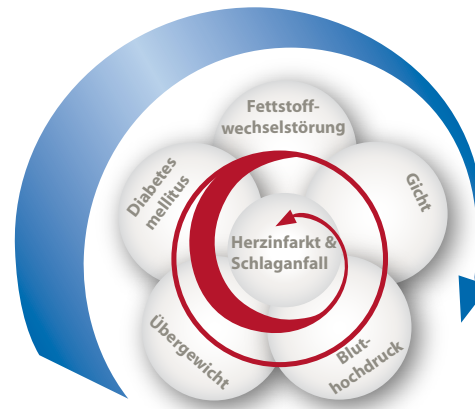 Fettstoff-
wechselstörung
Diabetes
mellitus
Gicht
Herzinfarkt &
Schlaganfall
Übergewicht
Blut-
hochdruck